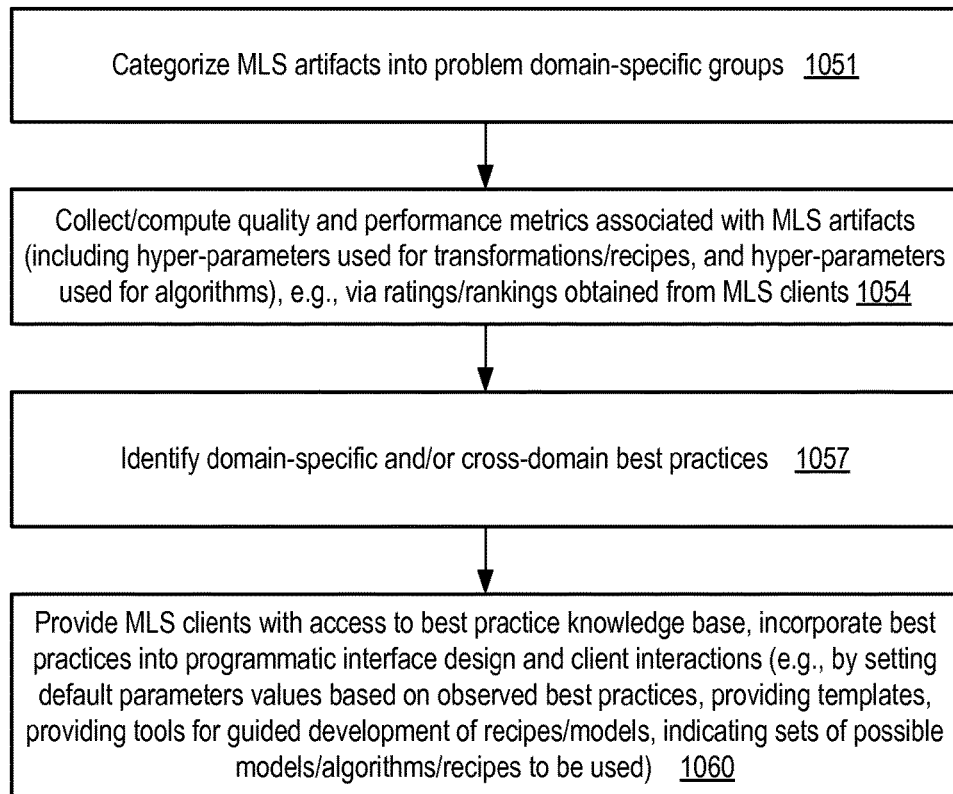 Categorize MLS artifacts into problem domain-specific groups 1051
Collect/compute quality and performance metrics associated with MLS artifacts
(including hyper-parameters used for transformations/recipes, and hyper-parameters
used for algorithms), e.g., via ratings/rankings obtained from MLS clients 1054
Identify domain-specific and/or cross-domain best practices 1057
Provide MLS clients with access to best practice knowledge base, incorporate best
practices into programmatic interface design and client interactions (e.g., by setting
default parameters values based on observed best practices, providing templates,
providing tools for guided development of recipes/models, indicating sets of possible
models/algorithms/recipes to be used) 1060